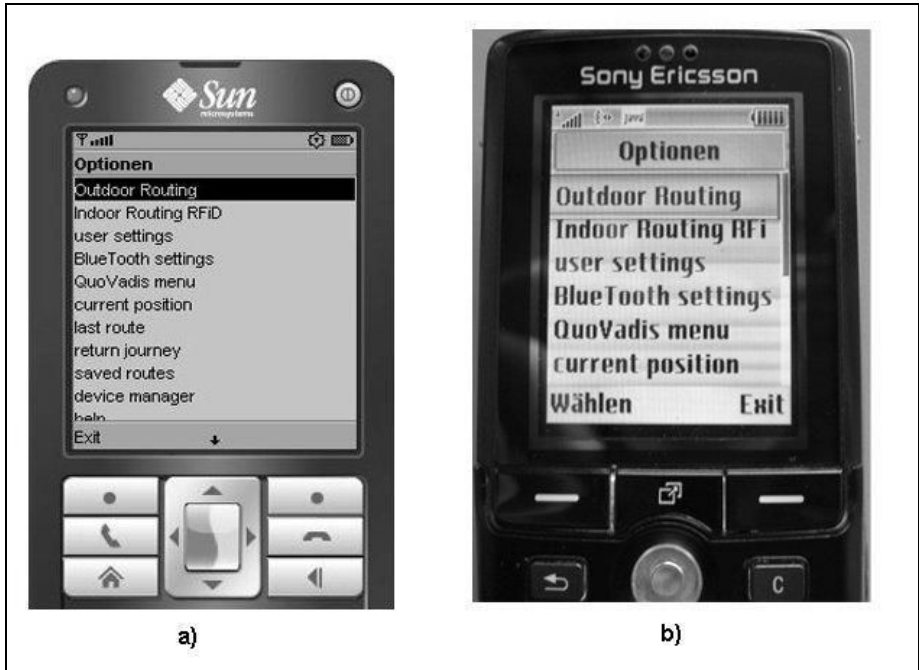 Sun
microsystems
Optionen
Outdoor Routing
Indoor Routing RFiD
user settings
BlueTooth settings
QuoVadis menu
current position
last route
return journey
saved routes
device manager
help
Exit
a)
Sony Ericsson
Java
Optionen
Outdoor Routing
Indoor Routing RFi
user settings
BlueTooth settings
QuoVadis menu
current position
Wählen Exit
C
b)